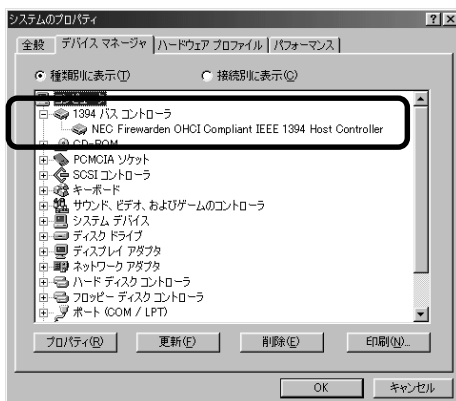 システムのプロパティ
全般 デバイス マネージャ ハードウェア プロファイル パフォーマンス
種類別に表示(T) 接続別に表示(C)
1394 バス コントローラ
NEC Firewarden OHCI Compliant IEEE 1394 Host Controller
CD-ROM
PCMCIA ソケット
SCSI コントローラ
キーボード
サウンド、ビデオ、およびゲームのコントローラ
システム デバイス
ディスク ドライブ
ディスプレイ アダプタ
ネットワーク アダプタ
ハード ディスク コントローラ
フロッピー ディスク コントローラ
ポート (COM / LPT)
プロパティ(R) 更新(F) 削除(E) 印刷(N)...
OK キャンセル